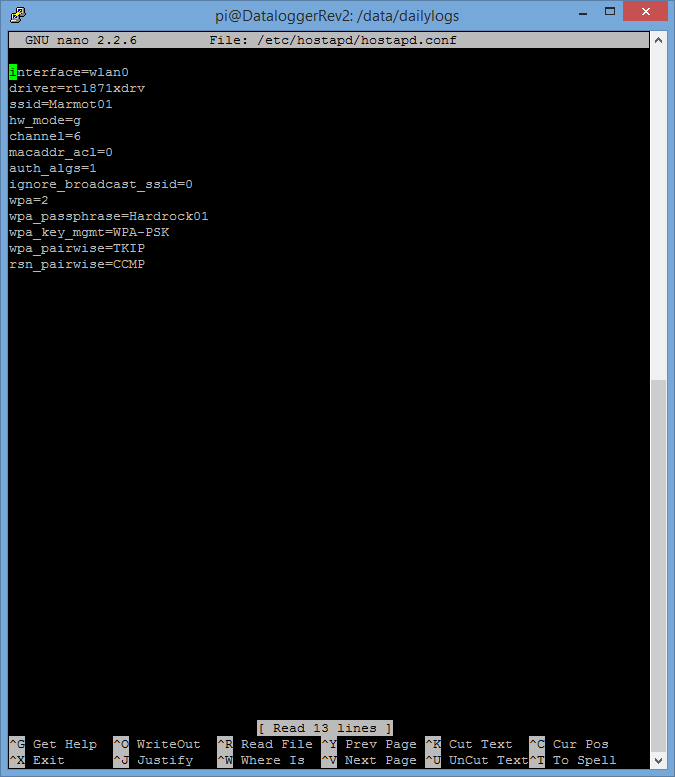 pi@DataloggerRev2: /data/dailylogs
GNU nano 2.2.6 File: /etc/hostapd/hostapd.conf
interface=wlan0
driver=rtl871xdrv
ssid=Marmot01
hw_mode=g
channel=6
macaddr_acl=0
auth_algs=1
ignore_broadcast_ssid=0
wpa=2
wpa_passphrase=Hardrock01
wpa_key_mgmt=WPA-PSK
wpa_pairwise=TKIP
rsn_pairwise=CCMP
[ Read 13 lines ]
^G Get Help ^O WriteOut ^R Read File ^Y Prev Page ^K Cut Text ^C Cur Pos
^X Exit ^J Justify ^W Where Is ^V Next Page ^U UnCut Text ^T To Spell